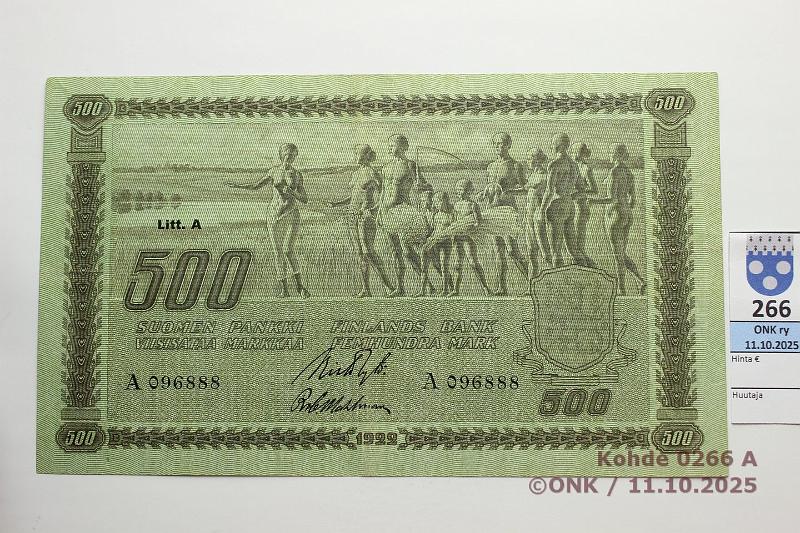 500 500
Litt. A
500
SUOMEN PANKKI FINLANDS BANK
VIISISATAA MARKKAA FEMHUNDRA MARK
A 096888 A 096888
500
500 1922 500
266
ONK ry
11.10.2025
Hinta €
Huutaja
Kohde 0266 A
©ONK / 11.10.2025